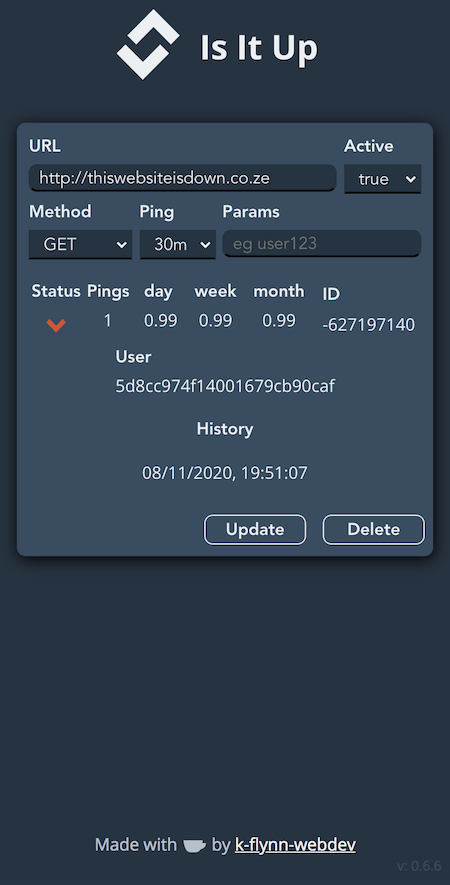 Is It Up
URL Active
http://thiswebsiteisdown.co.ze true
Method Ping Params
GET 30m eg user123
Status Pings day week month ID
1 0.99 0.99 0.99 -627197140
User
5d8cc974f14001679cb90caf
History
08/11/2020, 19:51:07
Update Delete
Made with by k-flynn-webdev
v: 0.6.6